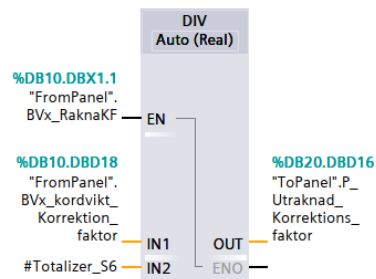 DIV
Auto (Real)
%DB10.DBX1.1
"FromPanel".
BVx_RaknaKF
EN
%DB10.DBD18
"FromPanel".
BVx_kordvikt_
Korrektion_
faktor
IN1
#Totalizer_S6
IN2
%DB20.DBD16
"ToPanel".P_
Utraknad_
Korrektions_
faktor
OUT
ENO